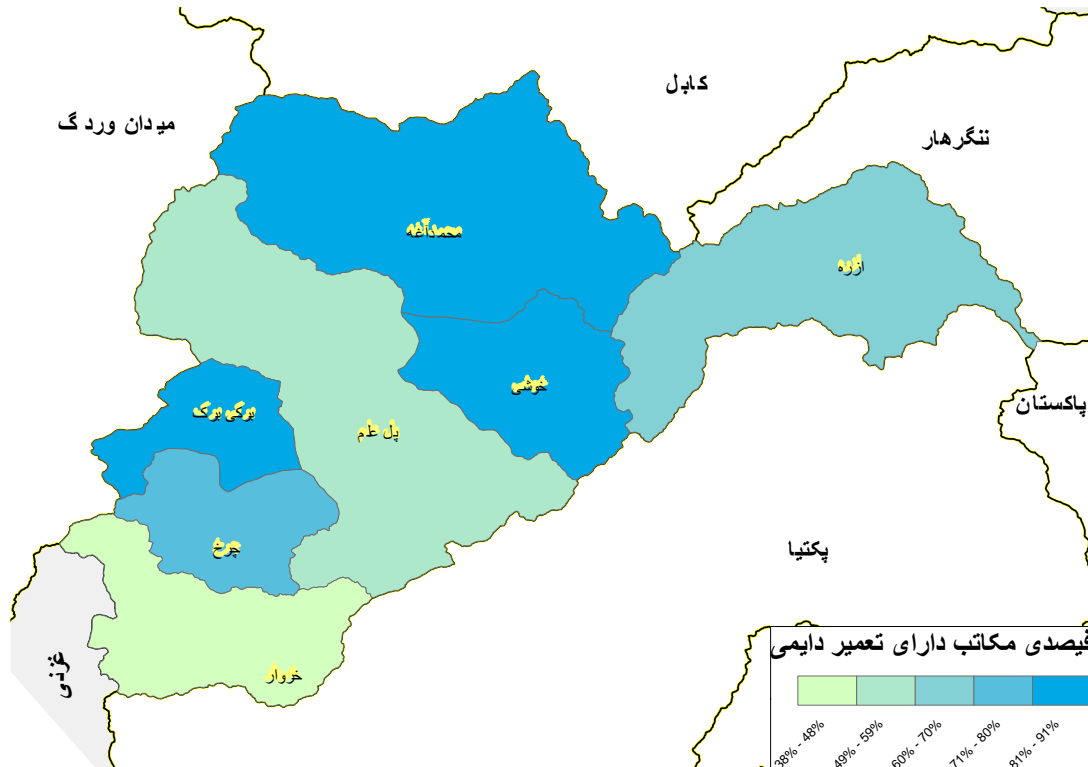 کابل
میدان ورد گ
ننگرهار
محمدآغه
ازره
خوشی
پاکستان
برکی برک
پل علم
چرخ
پکتیا
غزنی
خروار
فیصدی مکاتب دارای تعمیر دایمی
38% - 48%
49% - 59%
60% - 70%
71% - 80%
81% - 91%